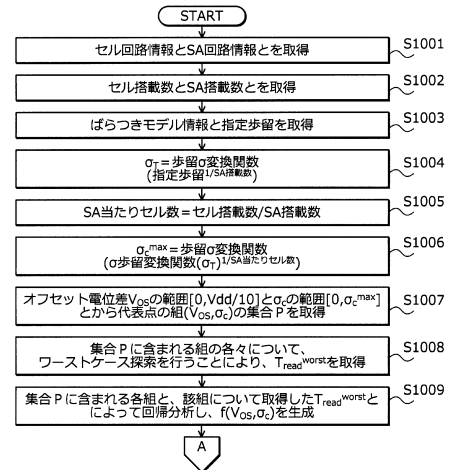 START
セル回路情報とSA回路情報とを取得
S1001
セル搭載数とSA搭載数とを取得
S1002
ばらつきモデル情報と指定歩留を取得
S1003
σT=歩留σ変換関数
(指定歩留1/SA搭載数)
S1004
SA当たりセル数=セル搭載数/SA搭載数
S1005
σcmax=歩留σ変換関数
(σ歩留変換関数(σT)1/SA当たりセル数)
S1006
オフセット電位差VOSの範囲[0,Vdd/10]とσcの範囲[0,σcmax]
とから代表点の組(VOS,σc)の集合Pを取得
S1007
集合Pに含まれる組の各々について、
ワーストケース探索を行うことにより、Treadworstを取得
S1008
集合Pに含まれる各組と、該組について取得したTreadworstと
によって回帰分析し、f(VOS,σc)を生成
S1009
A